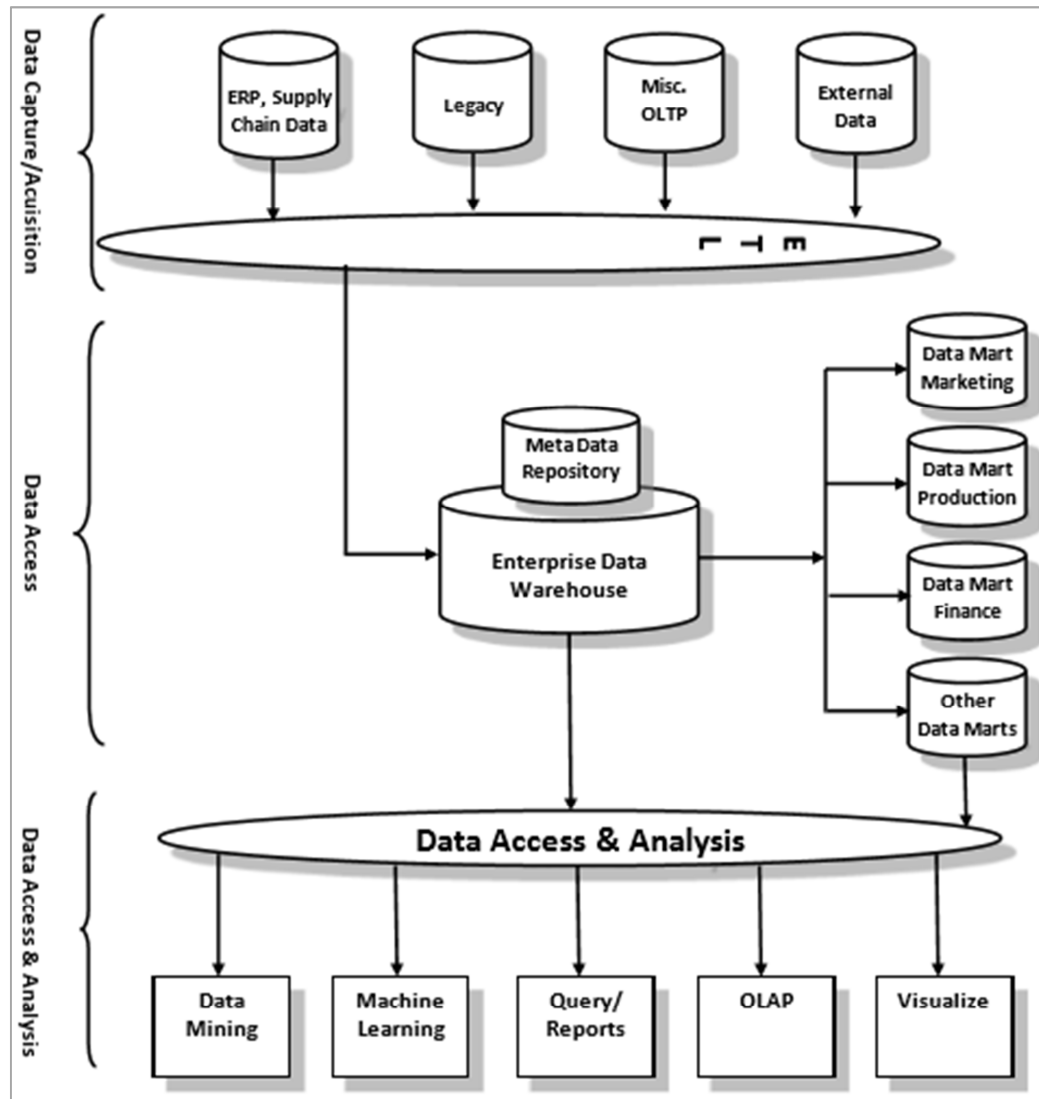 Data Capture/Acuisition
ERP, Supply
Chain Data
Legacy
Misc.
OLTP
External
Data
E T L
Data Access
Meta Data
Repository
Enterprise Data
Warehouse
Data Mart
Marketing
Data Mart
Production
Data Mart
Finance
Other
Data Marts
Data Access & Analysis
Data Access & Analysis
Data
Mining
Machine
Learning
Query/
Reports
OLAP
Visualize